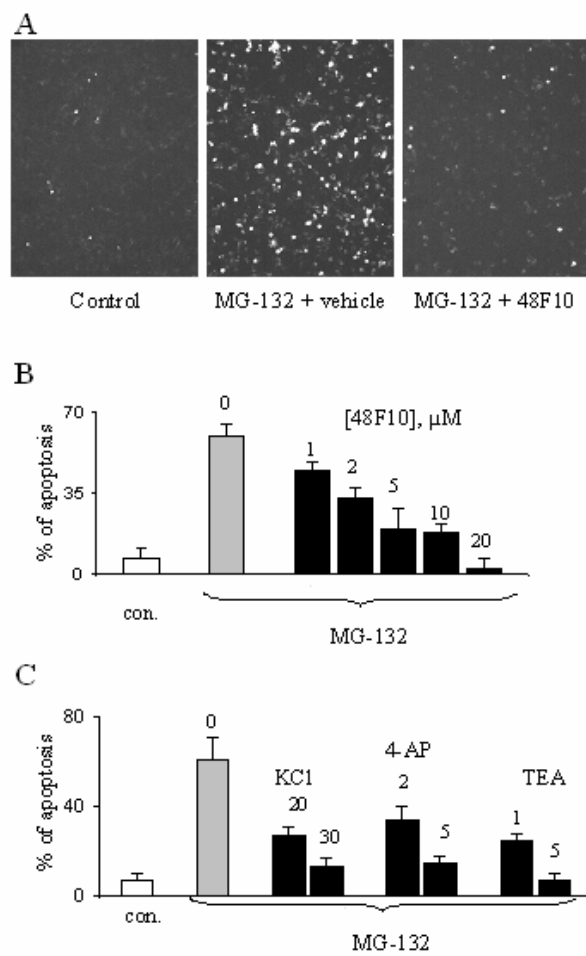 A
Control MG-132 + vehicle MG-132 + 48F10
B
% of apoptosis
70
35
0
0
[48F10], μM
1
2
5
10
20
con.
MG-132
C
% of apoptosis
80
40
0
0
KCl
20
30
4-AP
2
5
TEA
1
5
con.
MG-132